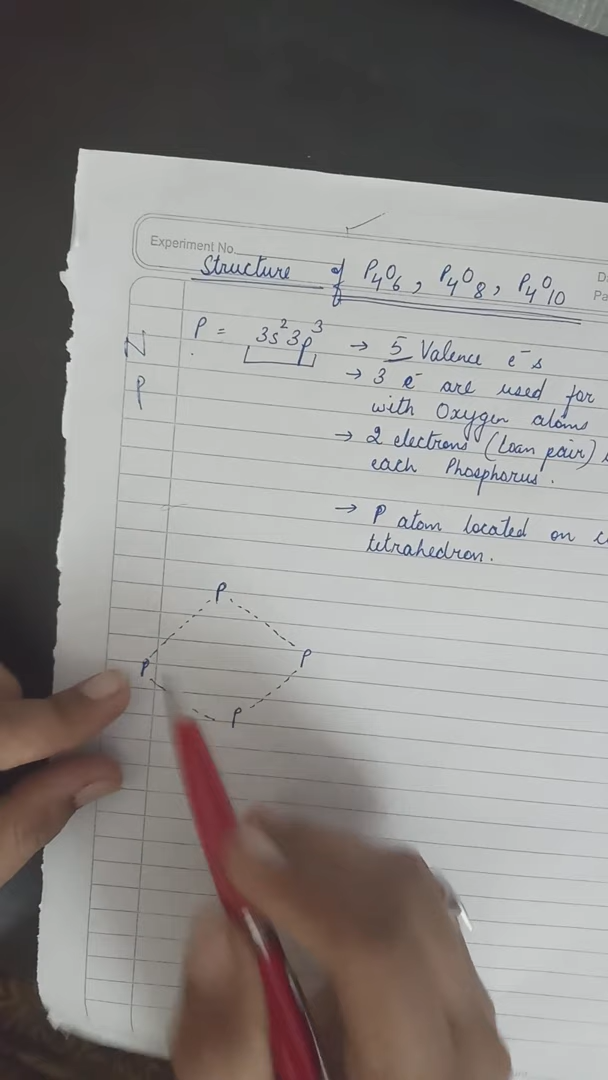 Experiment No.
Structure of P4O6, P4O8, P4O10
N P = 3s² 3p³ → 5 Valence e⁻s
→ 3 e⁻ are used for
P with Oxygen atoms
→ 2 electrons (Loan pair)
each Phosphorus.
→ P atom located on
tetrahedron.
P
P P
P